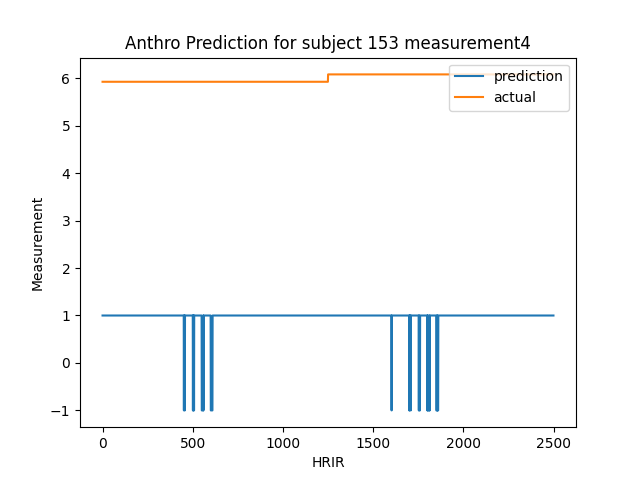 Anthro Prediction for subject 153 measurement4
prediction
actual
6
5
4
3
2
1
0
−1
Measurement
0 500 1000 1500 2000 2500
HRIR